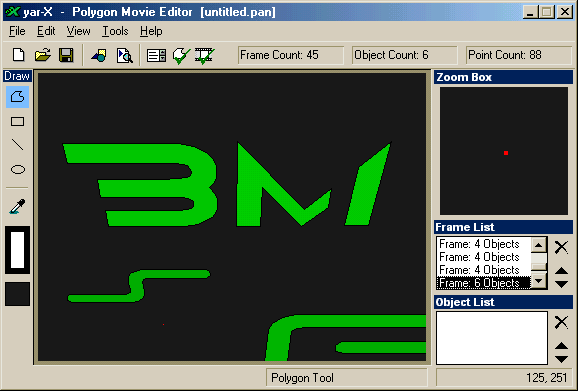 yar-X - Polygon Movie Editor [untitled.pan]
File Edit View Tools Help
Frame Count: 45 Object Count: 6 Point Count: 88
Draw
BM
Zoom Box
Frame List
Frame: 4 Objects
Frame: 4 Objects
Frame: 4 Objects
Frame: 6 Objects
Object List
Polygon Tool 125, 251